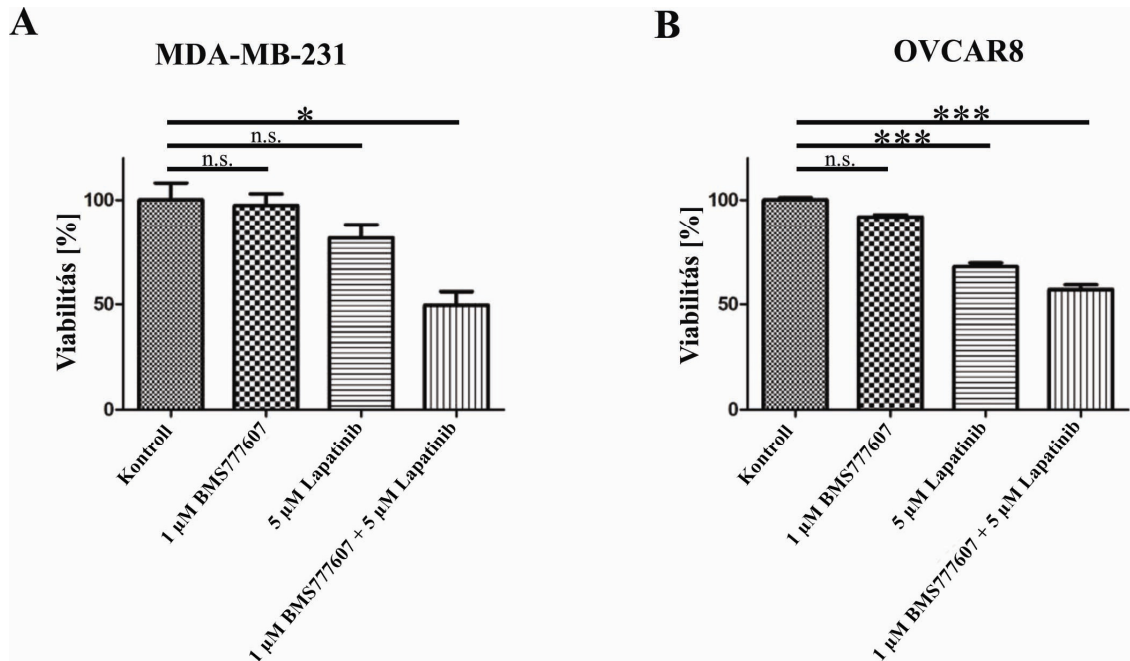 A
MDA-MB-231
*
n.s.
n.s.
Viabilitás [%]
100
50
0
Kontroll
1 µM BMS777607
5 µM Lapatinib
1 µM BMS777607 + 5 µM Lapatinib
B
OVCAR8
***
***
n.s.
Viabilitás [%]
100
50
0
Kontroll
1 µM BMS777607
5 µM Lapatinib
1 µM BMS777607 + 5 µM Lapatinib